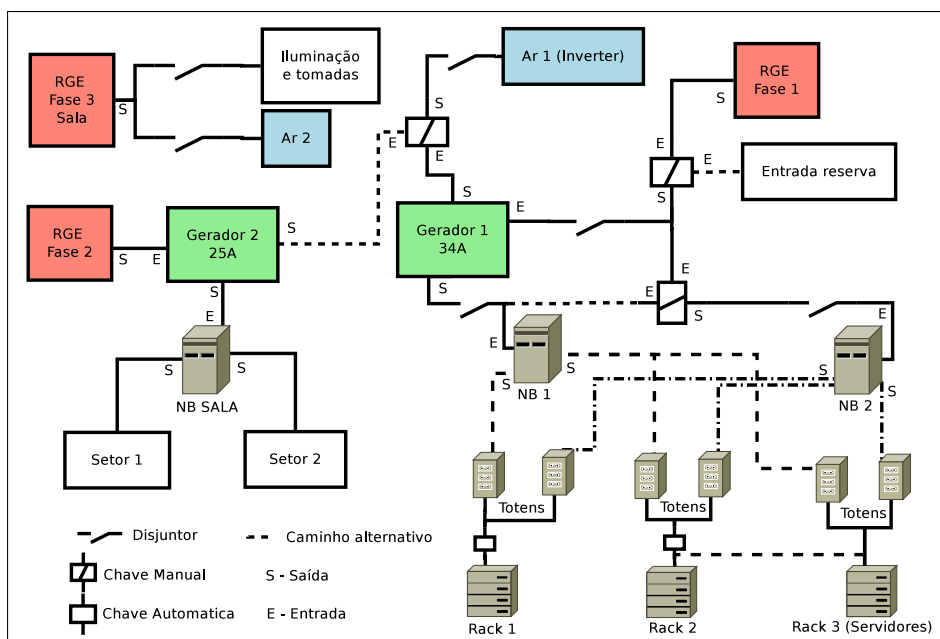 RGE
Fase 3
Sala
S
Iluminação
e tomadas
Ar 2
Ar 1 (Inverter)
S
E
E
RGE
Fase 1
S
E
E
S
Entrada reserva
RGE
Fase 2
S
E
Gerador 2
25A
S
S
E
S
Gerador 1
34A
E
S
E
E
S
NB SALA
S
S
Setor 1
Setor 2
E
NB 1
S
S
E
NB 2
S
S
Totens
Totens
Totens
Rack 1
Rack 2
Rack 3 (Servidores)
Disjuntor
Caminho alternativo
Chave Manual
S - Saída
Chave Automatica
E - Entrada